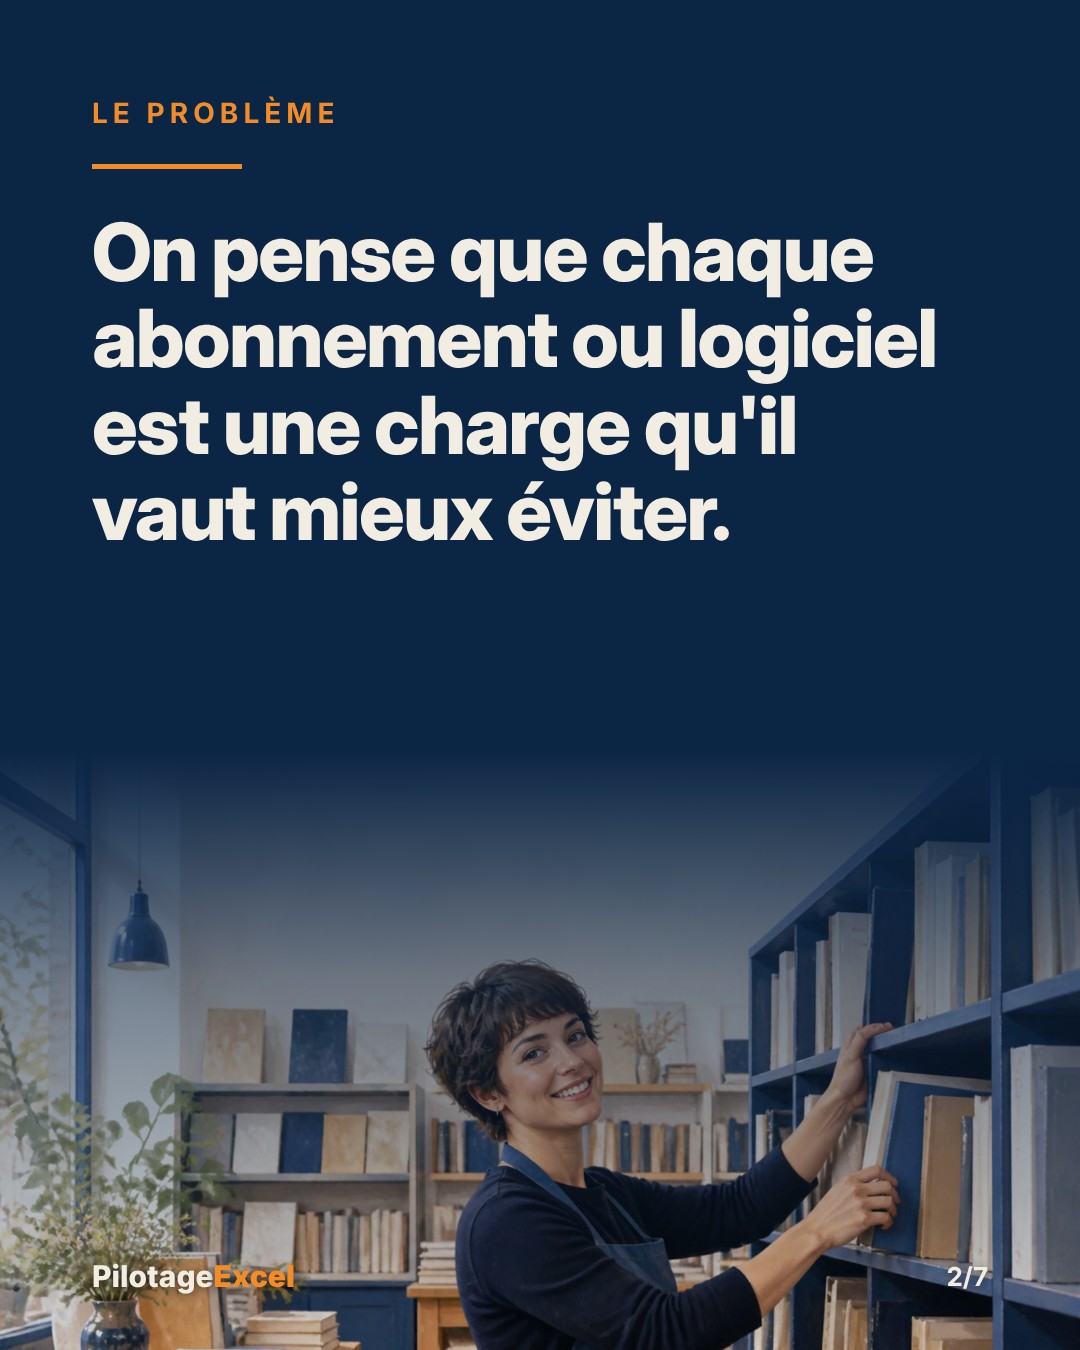 LE PROBLÈME
On pense que chaque
abonnement ou logiciel
est une charge qu'il
vaut mieux éviter.
PilotageExcel
2/7